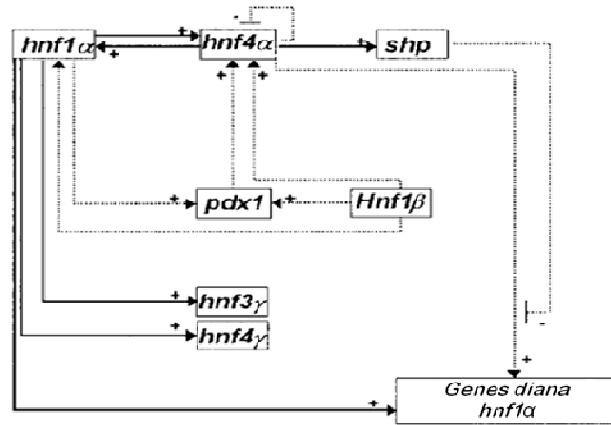 hnf1α
hnf4α
shp
pdx1
Hnf1β
hnf3γ
hnf4γ
Genes diana
hnf1α